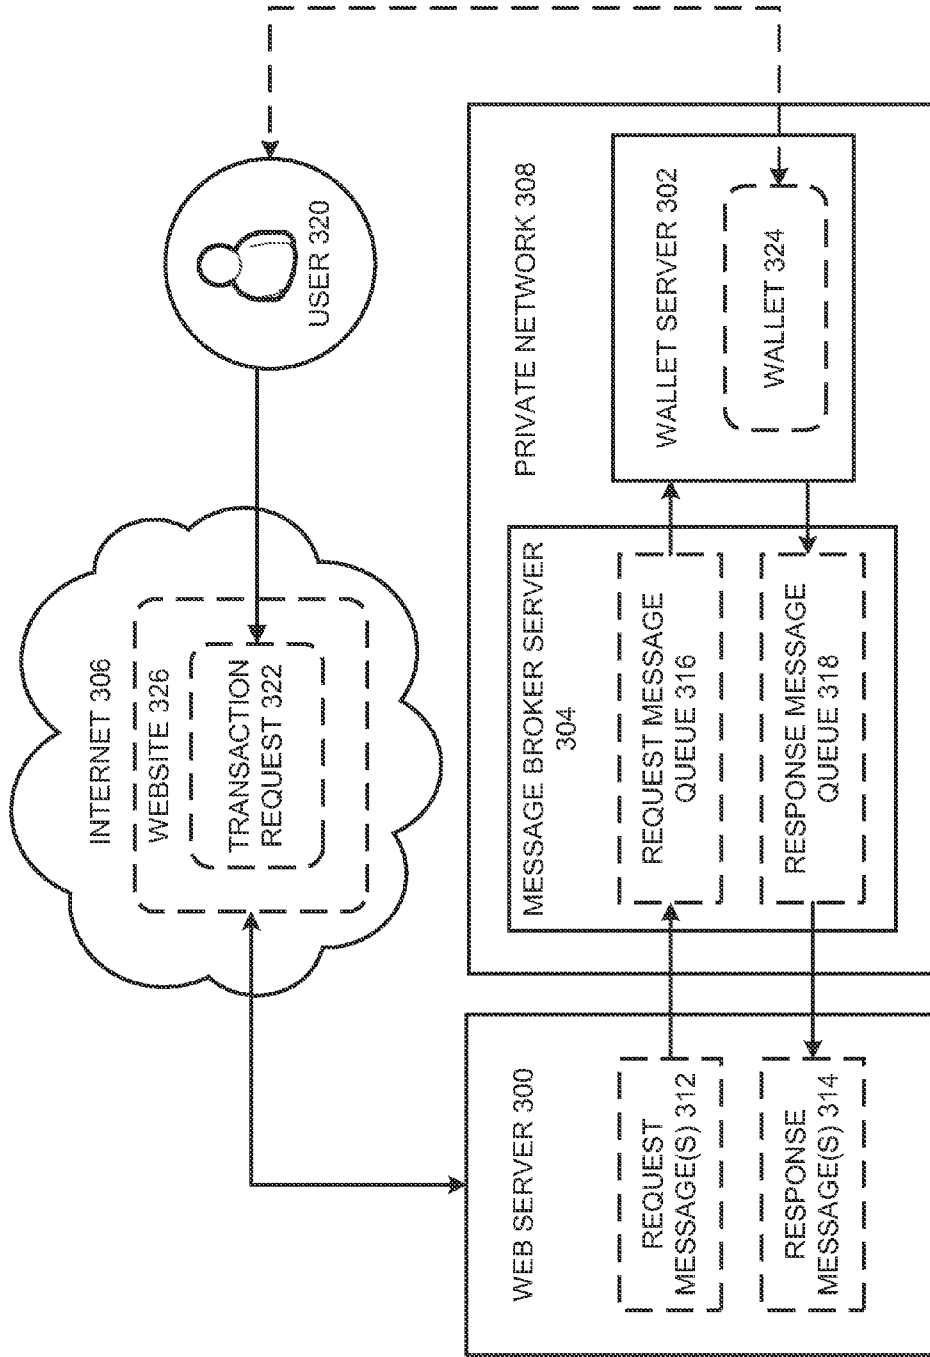 INTERNET 306
WEBSITE 326
TRANSACTION
REQUEST 322
USER 320
WEB SERVER 300
REQUEST
MESSAGE(S) 312
RESPONSE
MESSAGE(S) 314
PRIVATE NETWORK 308
MESSAGE BROKER SERVER
304
REQUEST MESSAGE
QUEUE 316
RESPONSE MESSAGE
QUEUE 318
WALLET SERVER 302
WALLET 324